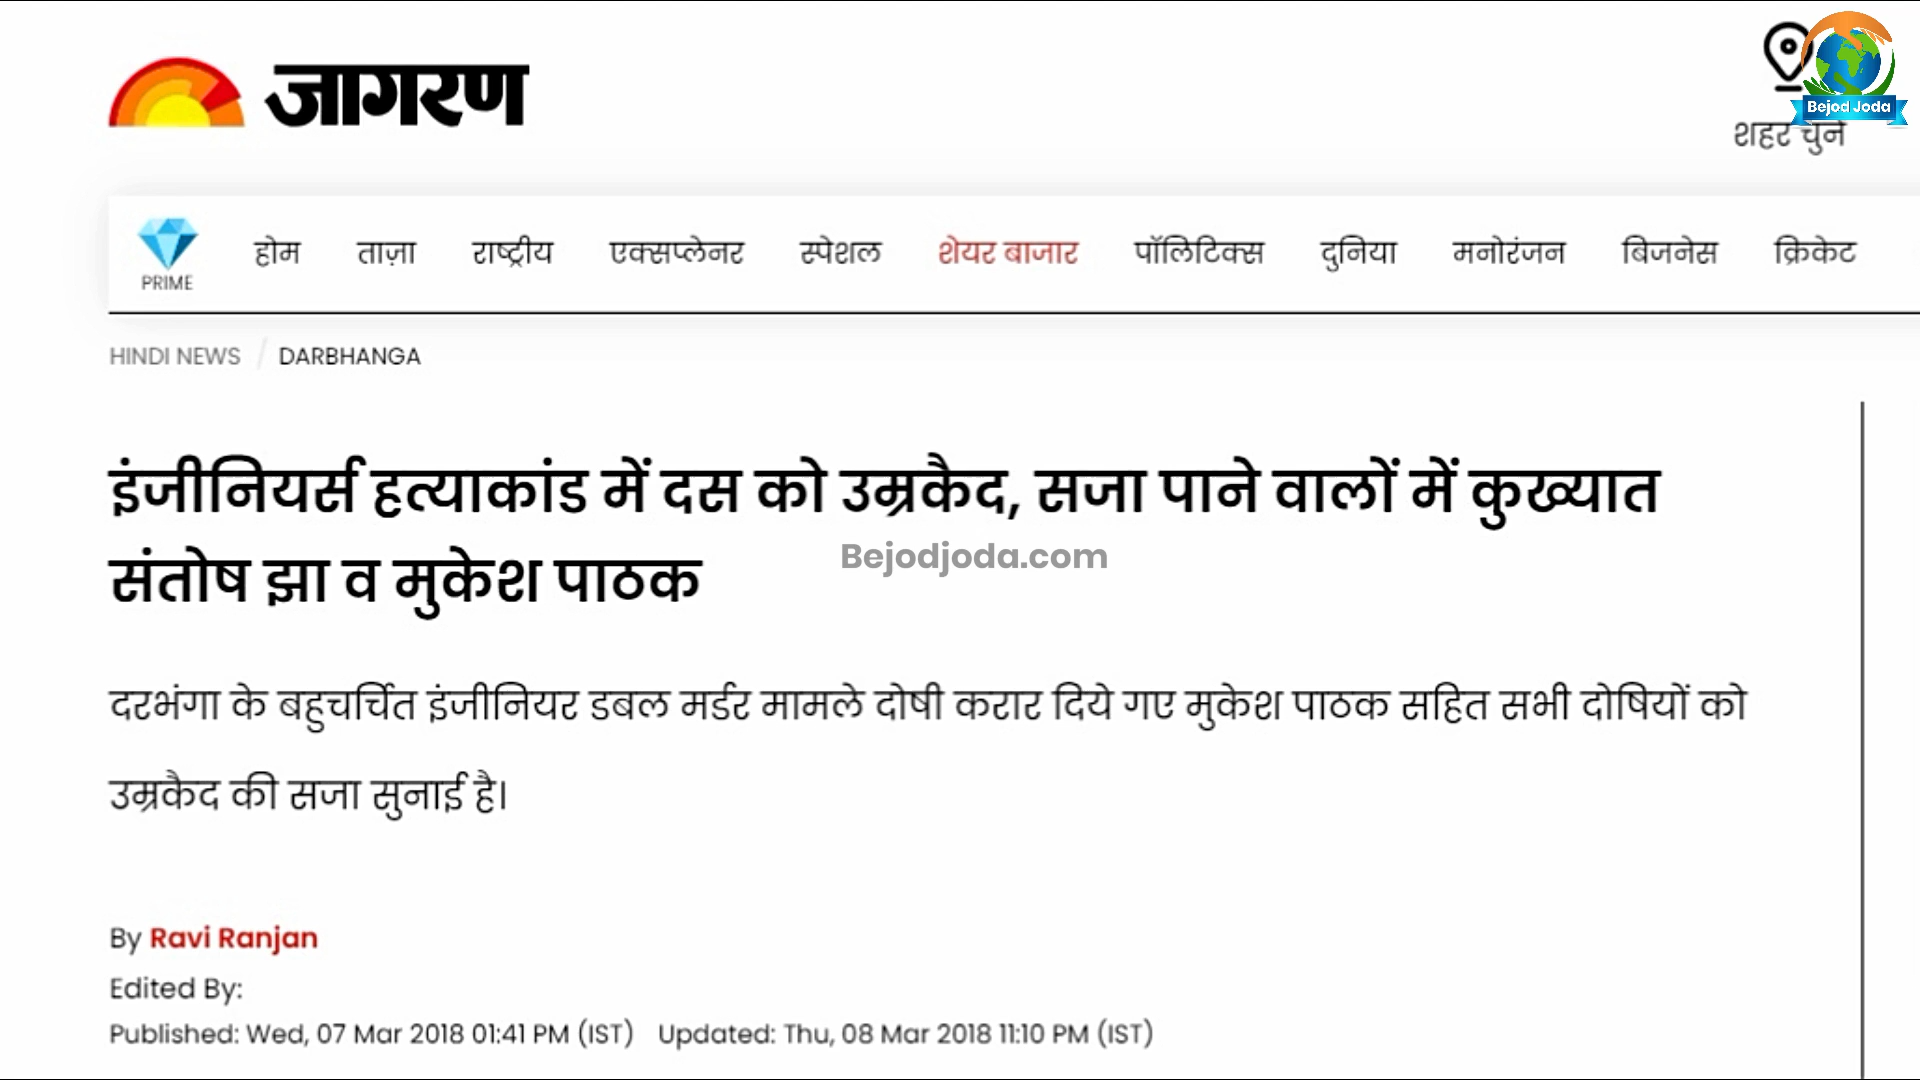 जागरण
Bejod Joda
शहर चुनें
PRIME
होम ताज़ा राष्ट्रीय एक्सप्लेनर स्पेशल शेयर बाजार पॉलिटिक्स दुनिया मनोरंजन बिजनेस क्रिकेट
HINDI NEWS / DARBHANGA
इंजीनियर्स हत्याकांड में दस को उम्रकैद, सजा पाने वालों में कुख्यात
Bejodjoda.com
संतोष झा व मुकेश पाठक
दरभंगा के बहुचर्चित इंजीनियर डबल मर्डर मामले दोषी करार दिये गए मुकेश पाठक सहित सभी दोषियों को
उम्रकैद की सजा सुनाई है।
By Ravi Ranjan
Edited By:
Published: Wed, 07 Mar 2018 01:41 PM (IST) Updated: Thu, 08 Mar 2018 11:10 PM (IST)